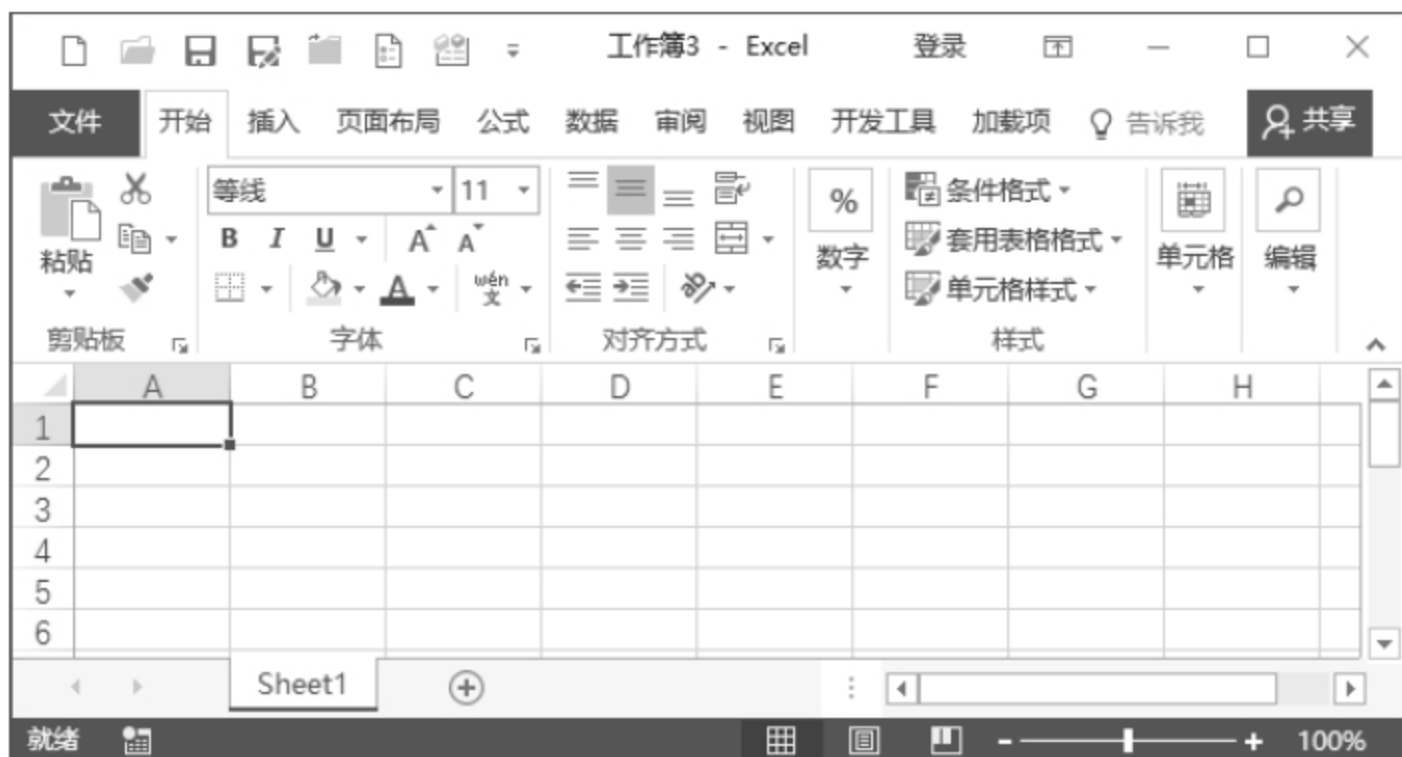 工作簿3 - Excel 登录
文件 开始 插入 页面布局 公式 数据 审阅 视图 开发工具 加载项 告诉我 共享
等线 11 % 条件格式
粘贴 B I U A A 数字 套用表格格式 单元格 编辑
A wén 文 ab 单元格样式
剪贴板 字体 对齐方式 样式
A B C D E F G H
1
2
3
4
5
6
Sheet1
就绪 100%